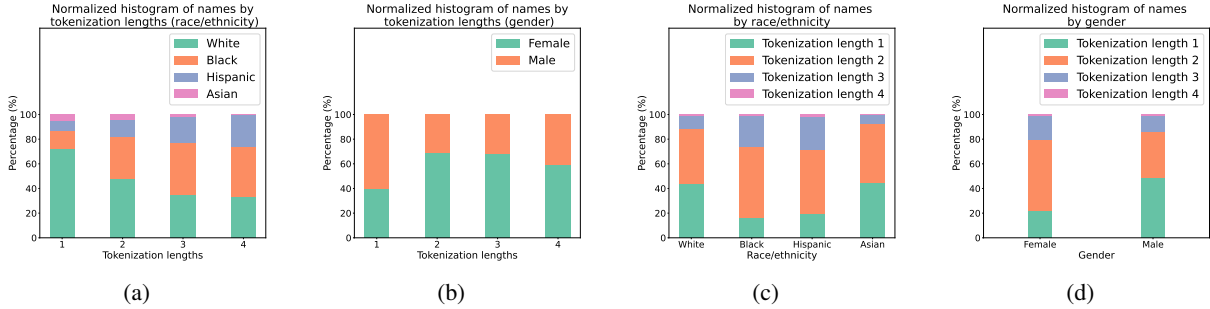 Normalized histogram of names by
tokenization lengths (race/ethnicity)
White
Black
Hispanic
Asian
Percentage (%)
100
80
60
40
20
0
1 2 3 4
Tokenization lengths
(a)
Normalized histogram of names by
tokenization lengths (gender)
Female
Male
Percentage (%)
100
80
60
40
20
0
1 2 3 4
Tokenization lengths
(b)
Normalized histogram of names
by race/ethnicity
Tokenization length 1
Tokenization length 2
Tokenization length 3
Tokenization length 4
Percentage (%)
100
80
60
40
20
0
White Black Hispanic Asian
Race/ethnicity
(c)
Normalized histogram of names
by gender
Tokenization length 1
Tokenization length 2
Tokenization length 3
Tokenization length 4
Percentage (%)
100
80
60
40
20
0
Female Male
Gender
(d)